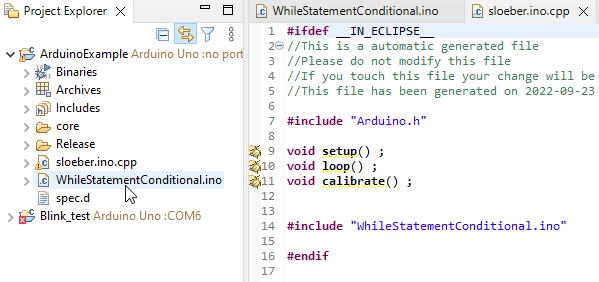 Project Explorer
ArduinoExample Arduino Uno :no port
Binaries
Archives
Includes
core
Release
sloeber.ino.cpp
WhileStatementConditional.ino
spec.d
Blink_test Arduino Uno :COM6
WhileStatementConditional.ino
sloeber.ino.cpp
1 #ifdef __IN_ECLIPSE__
2 //This is a automatic generated file
3 //Please do not modify this file
4 //If you touch this file your change will be
5 //This file has been generated on 2022-09-23
6
7 #include "Arduino.h"
8
9 void setup() ;
10 void loop() ;
11 void calibrate() ;
12
13
14 #include "WhileStatementConditional.ino"
15
16 #endif
17